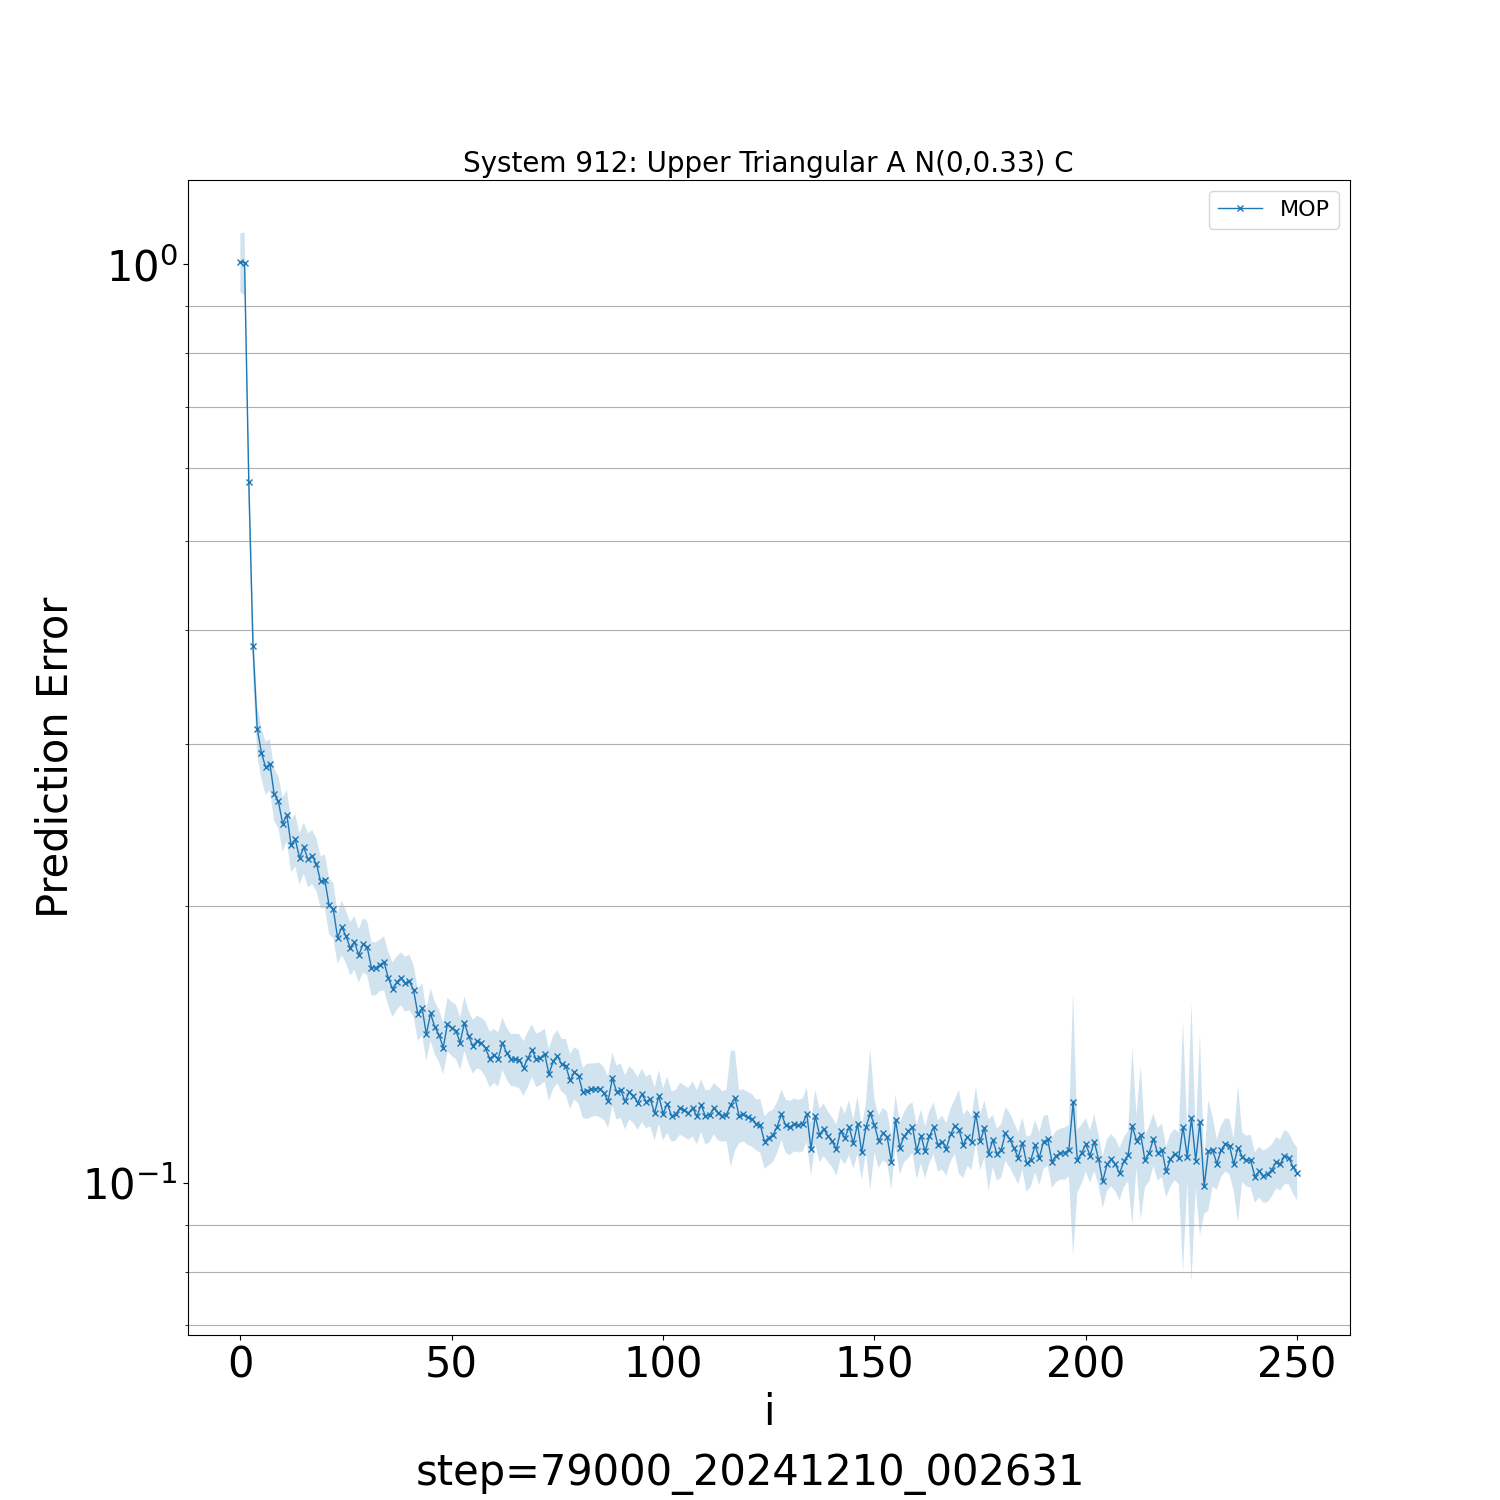 System 912: Upper Triangular A N(0,0.33) C
MOP
10⁰
10⁻¹
Prediction Error
0 50 100 150 200 250
i
step=79000_20241210_002631